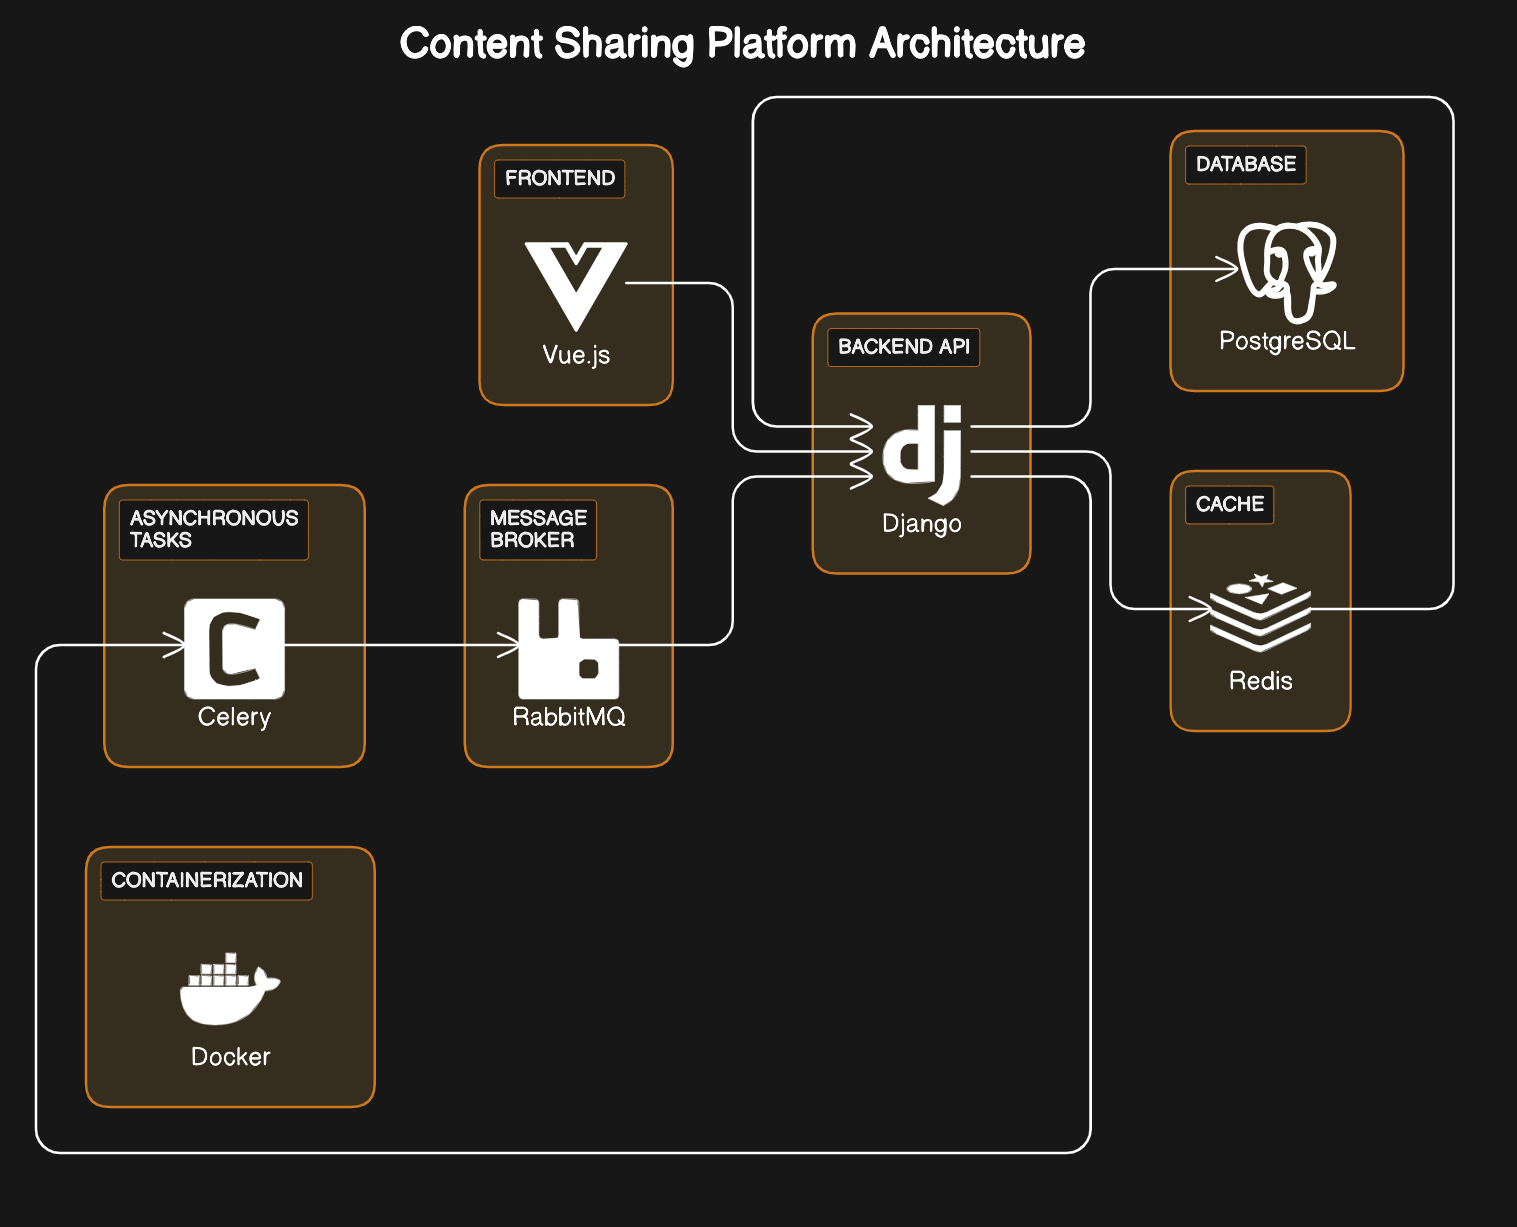 Content Sharing Platform Architecture
FRONTEND
Vue.js
DATABASE
PostgreSQL
BACKEND API
dj
Django
CACHE
Redis
ASYNCHRONOUS
TASKS
C
Celery
MESSAGE
BROKER
RabbitMQ
CONTAINERIZATION
Docker